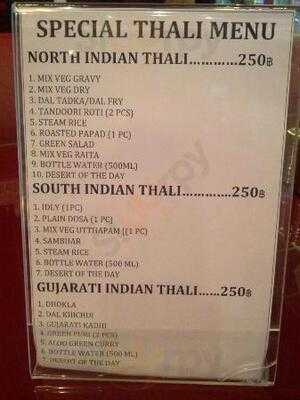 SPECIAL THALI MENU
NORTH INDIAN THALI............250฿
1. MIX VEG GRAVY
2. MIX VEG DRY
3. DAL TADKA/DAL FRY
4. TANDOORI ROTI (2 PCS)
5. STEAM RICE
6. ROASTED PAPAD (1 PC)
7. GREEN SALAD
8. MIX VEG RAITA
9. BOTTLE WATER (500ML)
10. DESERT OF THE DAY
SOUTH INDIAN THALI............250฿
1. IDLY (1PC)
2. PLAIN DOSA (1 PC)
3. MIX VEG UTTHAPAM ((1 PC)
4. SAMBHAR
5. STEAM RICE
6. BOTTLE WATER (500 ML)
7. DESERT OF THE DAY
GUJARATI INDIAN THALI......250฿
1. DHOKLA
2. DAL KHICHDI
3. GUJARATI KADHI
4. GREEN PURI (2 PCS)
5. ALOO GREEN CURRY
6. BOTTLE WATER (500 ML)
7. DESERT OF THE DAY